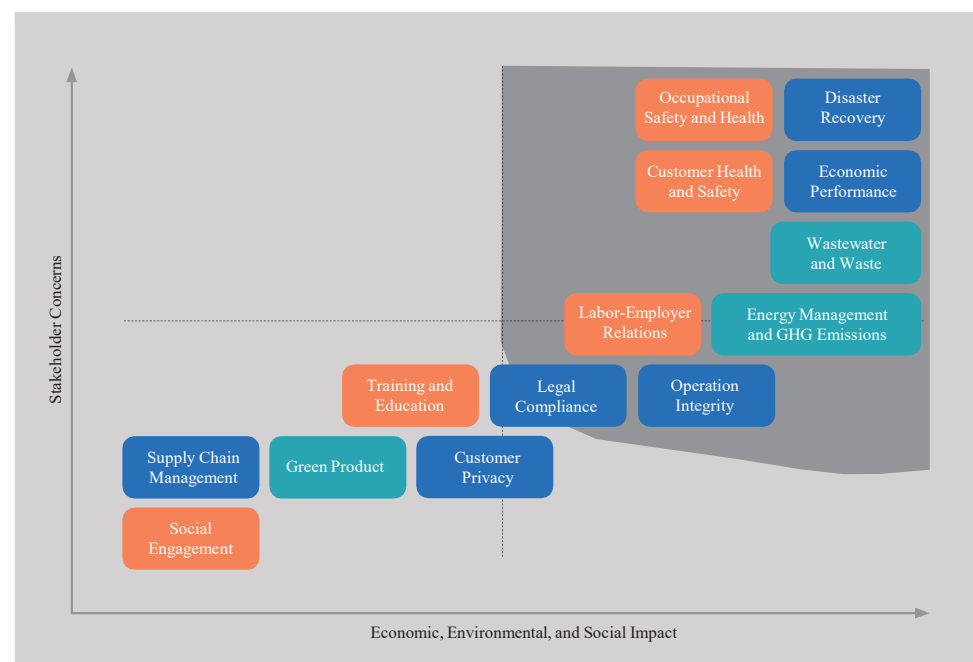 Occupational
Safety and Health
Disaster
Recovery
Customer Health
and Safety
Economic
Performance
Wastewater
and Waste
Labor-Employer
Relations
Energy Management
and GHG Emissions
Training and
Education
Legal
Compliance
Operation
Integrity
Supply Chain
Management
Green Product
Customer
Privacy
Social
Engagement
Stakeholder Concerns
Economic, Environmental, and Social Impact